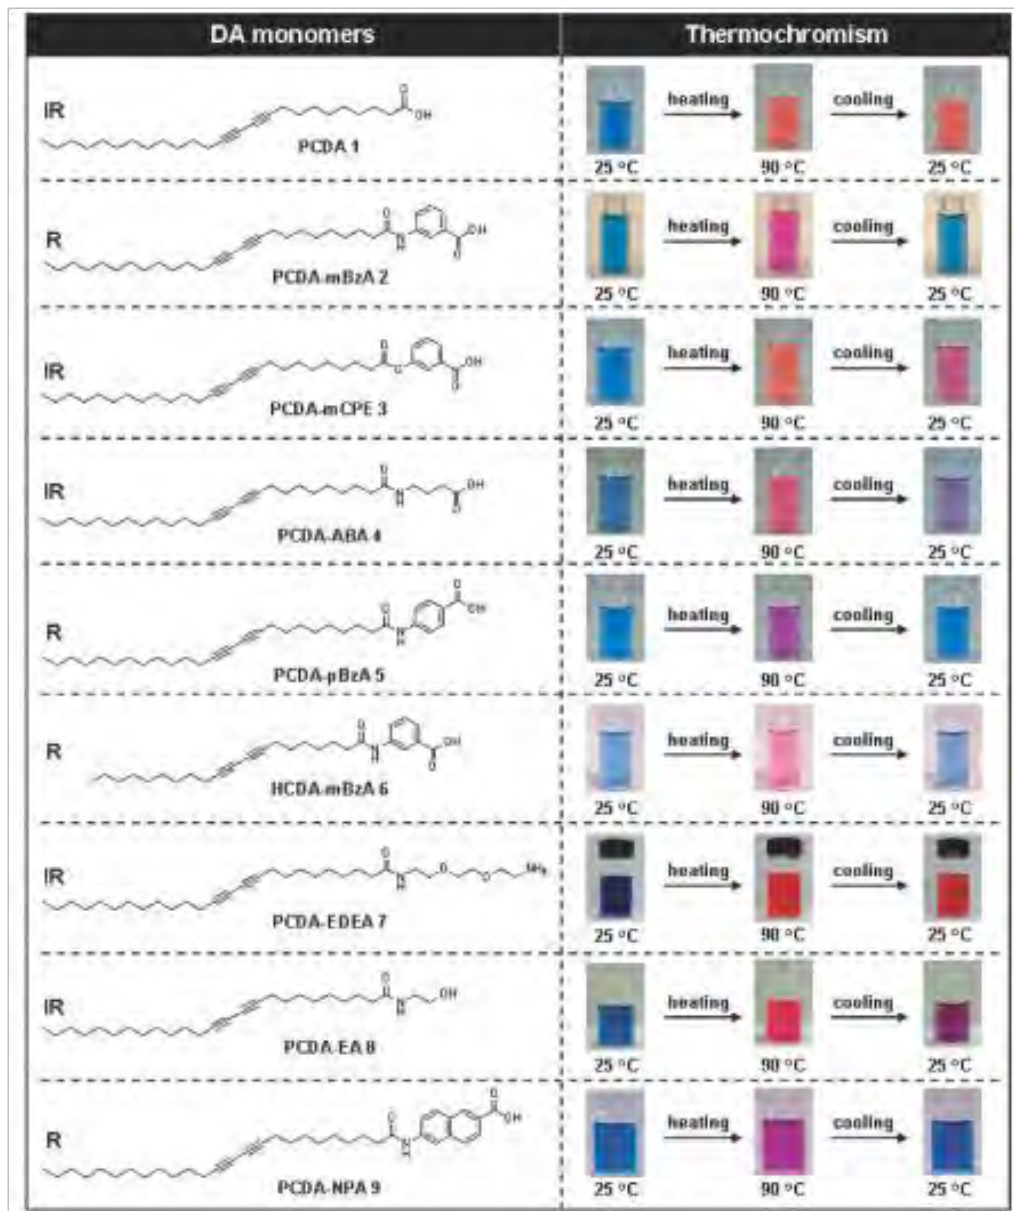 DA monomers Thermochromism
IR
PCDA 1
heating cooling
25 °C 90 °C 25 °C
R
PCDA-mBzA 2
heating cooling
25 °C 90 °C 25 °C
IR
PCDA-mCPE 3
heating cooling
25 °C 90 °C 25 °C
IR
PCDA-ABA 4
heating cooling
25 °C 90 °C 25 °C
R
PCDA-pBzA 5
heating cooling
25 °C 90 °C 25 °C
R
HCDA-mBzA 6
heating cooling
25 °C 90 °C 25 °C
IR
PCDA-EDEA 7
heating cooling
25 °C 90 °C 25 °C
IR
OH
PCDA-EA 8
heating cooling
25 °C 90 °C 25 °C
R
PCDA-NPA 9
heating cooling
25 °C 90 °C 25 °C